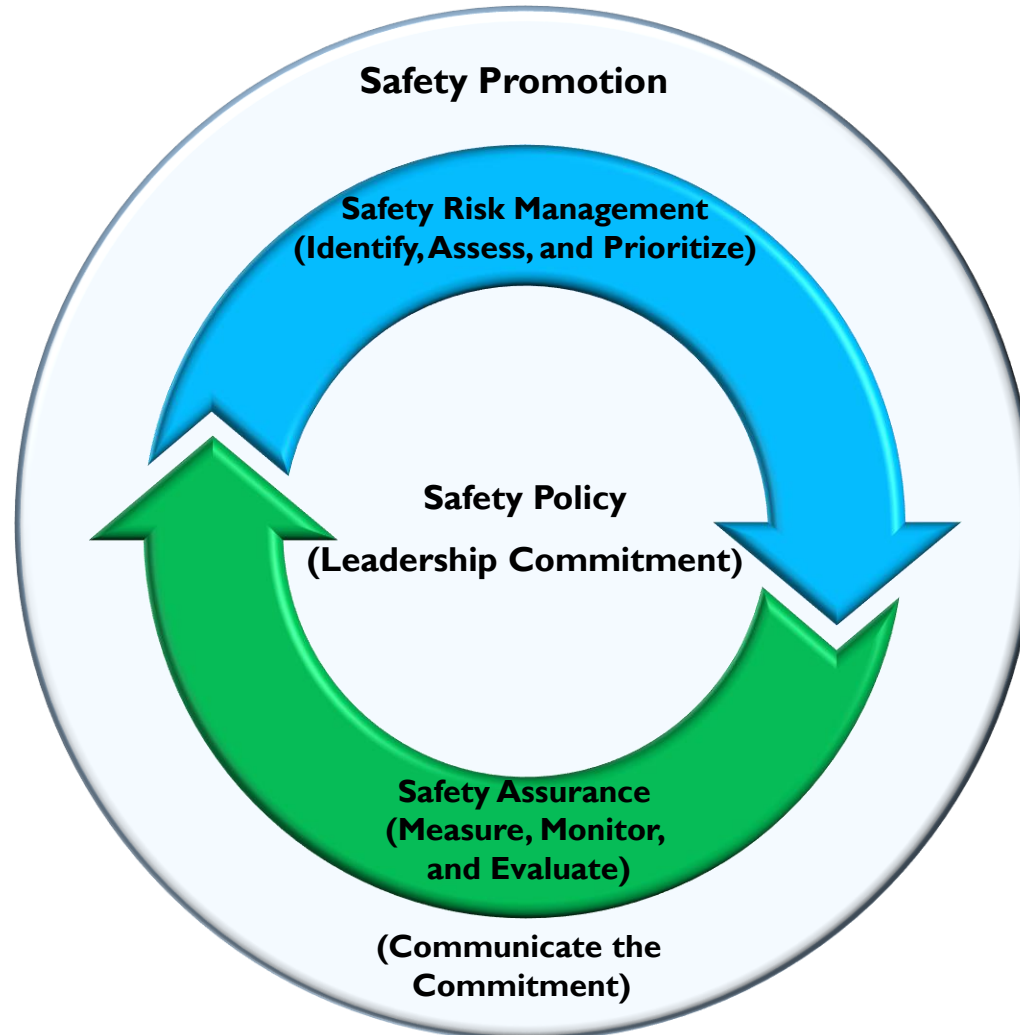 Safety Promotion
Safety Risk Management
(Identify, Assess, and Prioritize)
Safety Policy
(Leadership Commitment)
Safety Assurance
(Measure, Monitor,
and Evaluate)
(Communicate the
Commitment)